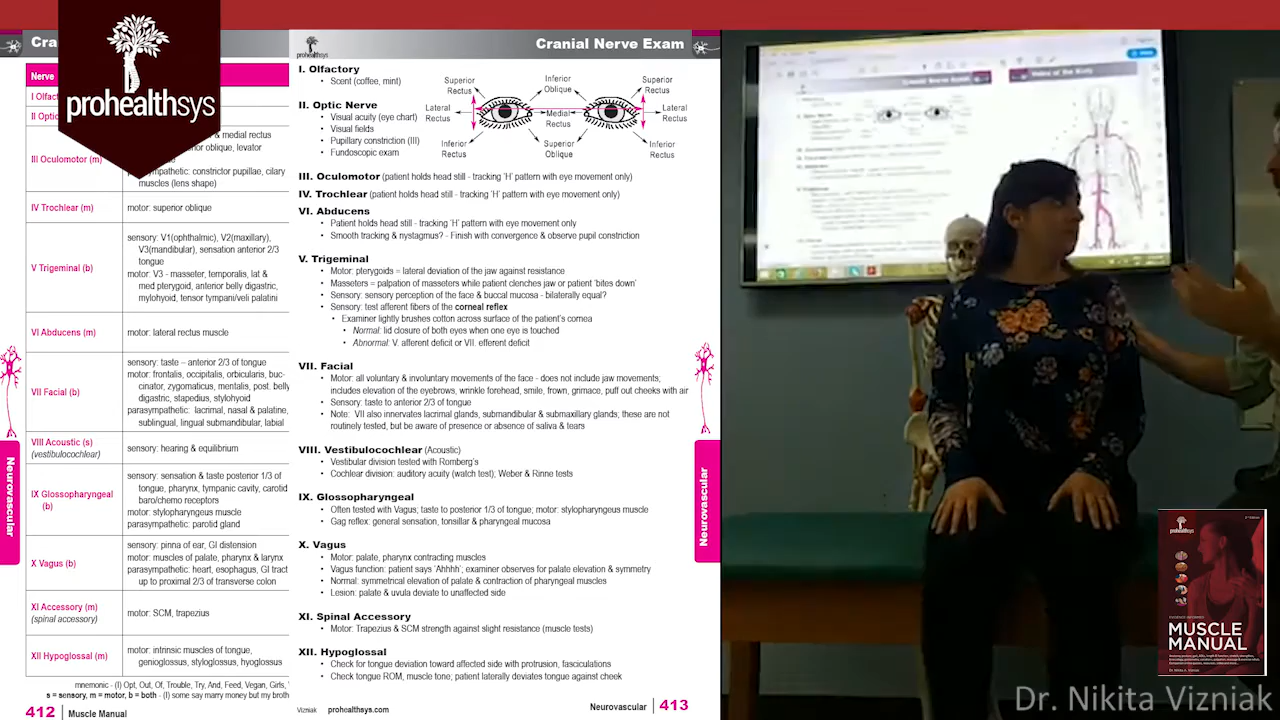 prohealthsys
Cra
Nerve
I Olfac
II Optic
& medial rectus
ior oblique, levator
III Oculomotor (m)
mpathetic: constrictor pupillae, ciliary
muscles (lens shape)
IV Trochlear (m)
motor: superior oblique
sensory: V1(ophthalmic), V2(maxillary),
V3(mandibular), sensation anterior 2/3
tongue
V Trigeminal (b)
motor: V3 - masseter, temporalis, lat &
med pterygoid, anterior belly digastric,
mylohyoid, tensor tympani/veli palatini
VI Abducens (m)
motor: lateral rectus muscle
sensory: taste – anterior 2/3 of tongue
motor: frontalis, occipitalis, orbicularis, buc-
cinator, zygomaticus, mentalis, post. belly
VII Facial (b)
digastric, stapedius, stylohyoid
parasympathetic: lacrimal, nasal & palatine,
sublingual, lingual submandibular, labial
VIII Acoustic (s)
(vestibulocochlear)
sensory: hearing & equilibrium
sensory: sensation & taste posterior 1/3 of
tongue, pharynx, tympanic cavity, carotid
baro/chemo receptors
IX Glossopharyngeal
(b)
motor: stylopharyngeus muscle
parasympathetic: parotid gland
sensory: pinna of ear, GI distension
motor: muscles of palate, pharynx & larynx
X Vagus (b)
parasympathetic: heart, esophagus, GI tract
up to proximal 2/3 of transverse colon
XI Accessory (m)
(spinal accessory)
motor: SCM, trapezius
XII Hypoglossal (m)
motor: intrinsic muscles of tongue,
genioglossus, styloglossus, hyoglossus
mnemonic - (I) Opt, Out, Of, Trouble, Try, And, Feed, Vegan, Girls,
s = sensory, m = motor, b = both - (I) some say marry money but my broth
412 | Muscle Manual
Neurovascular
prohealthsys
Cranial Nerve Exam
I. Olfactory
• Scent (coffee, mint)
II. Optic Nerve
• Visual acuity (eye chart)
• Visual fields
• Pupillary constriction (III)
• Fundoscopic exam
Superior Rectus
Inferior Oblique
Superior Rectus
Lateral Rectus
Medial Rectus
Lateral Rectus
Inferior Rectus
Superior Oblique
Inferior Rectus
III. Oculomotor (patient holds head still - tracking 'H' pattern with eye movement only)
IV. Trochlear (patient holds head still - tracking 'H' pattern with eye movement only)
VI. Abducens
• Patient holds head still - tracking 'H' pattern with eye movement only
• Smooth tracking & nystagmus? - Finish with convergence & observe pupil constriction
V. Trigeminal
• Motor: pterygoids = lateral deviation of the jaw against resistance
• Masseters = palpation of masseters while patient clenches jaw or patient 'bites down'
• Sensory: sensory perception of the face & buccal mucosa - bilaterally equal?
• Sensory: test afferent fibers of the corneal reflex
• Examiner lightly brushes cotton across surface of the patient's cornea
• Normal: lid closure of both eyes when one eye is touched
• Abnormal: V. afferent deficit or VII. efferent deficit
VII. Facial
• Motor: all voluntary & involuntary movements of the face - does not include jaw movements;
includes elevation of the eyebrows, wrinkle forehead, smile, frown, grimace, puff out cheeks with air
• Sensory: taste to anterior 2/3 of tongue
• Note: VII also innervates lacrimal glands, submandibular & submaxillary glands; these are not
routinely tested, but be aware of presence or absence of saliva & tears
VIII. Vestibulocochlear (Acoustic)
• Vestibular division tested with Romberg's
• Cochlear division: auditory acuity (watch test); Weber & Rinne tests
IX. Glossopharyngeal
• Often tested with Vagus; taste to posterior 1/3 of tongue; motor: stylopharyngeus muscle
• Gag reflex: general sensation, tonsillar & pharyngeal mucosa
X. Vagus
• Motor: palate, pharynx contracting muscles
• Vagus function: patient says 'Ahhhh'; examiner observes for palate elevation & symmetry
• Normal: symmetrical elevation of palate & contraction of pharyngeal muscles
• Lesion: palate & uvula deviate to unaffected side
XI. Spinal Accessory
• Motor: Trapezius & SCM strength against slight resistance (muscle tests)
XII. Hypoglossal
• Check for tongue deviation toward affected side with protrusion, fasciculations
• Check tongue ROM, muscle tone; patient laterally deviates tongue against cheek
Vizniak prohealthsys.com
Neurovascular | 413
Neurovascular
Cranial Nerve Exam
prohealthsys
MUSCLE
MANUAL
Dr. Nikita Vizniak
Dr. Nikita Vizniak